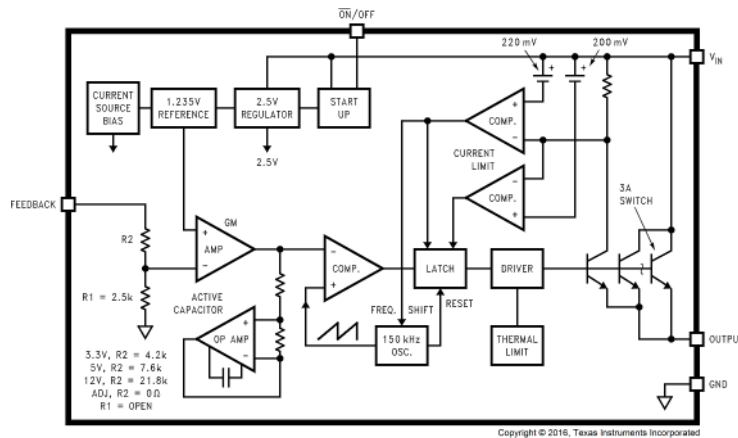 ON/OFF
220 mV
200 mV
VIN
CURRENT
SOURCE
BIAS
1.235V
REFERENCE
2.5V
REGULATOR
START
UP
2.5V
COMP.
CURRENT
LIMIT
COMP.
3A
SWITCH
FEEDBACK
R2
R1 = 2.5k
GM
+
AMP
−
−
COMP.
+
LATCH
DRIVER
ACTIVE
CAPACITOR
+
OP AMP
−
FREQ.
SHIFT
RESET
150 kHz
OSC.
THERMAL
LIMIT
3.3V, R2 = 4.2k
5V, R2 = 7.6k
12V, R2 = 21.8k
ADJ, R2 = 0Ω
R1 = OPEN
OUTPU
GND
Copyright © 2016, Texas Instruments Incorporated